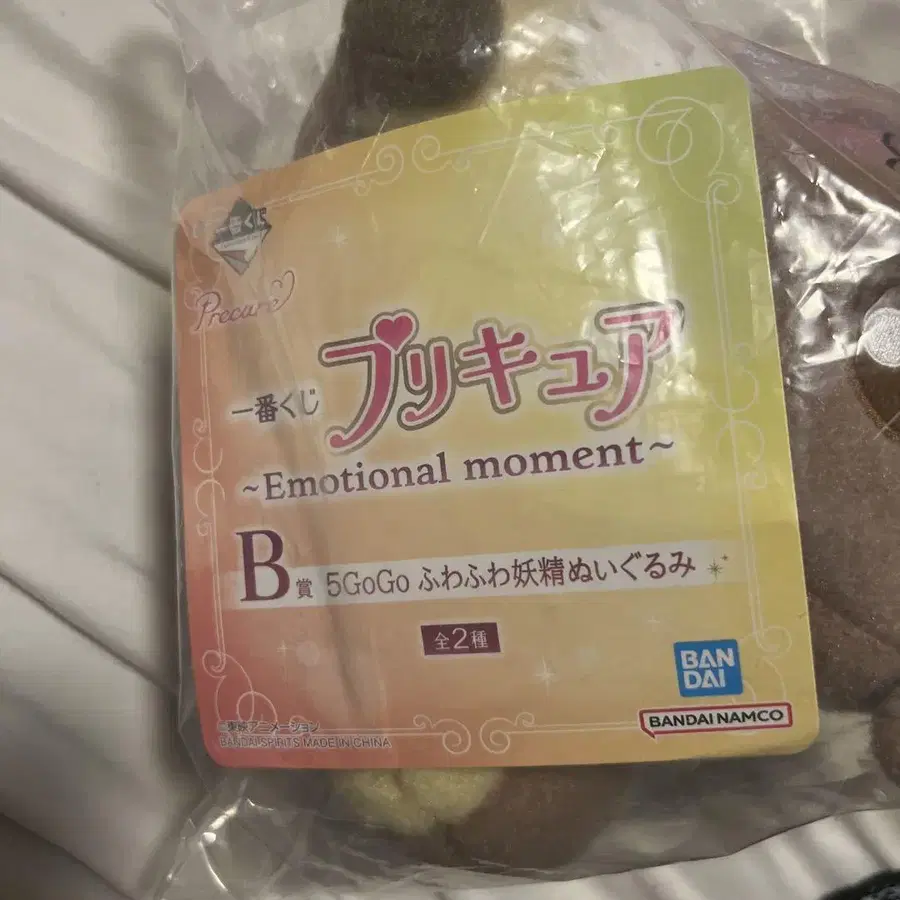 一番くじ
Precure
一番くじ プリキュア
~Emotional moment~
B賞 5GoGo ふわふわ妖精ぬいぐるみ
全2種
BAN
DAI
BANDAI NAMCO
©東映アニメーション
BANDAI SPIRITS MADE IN CHINA